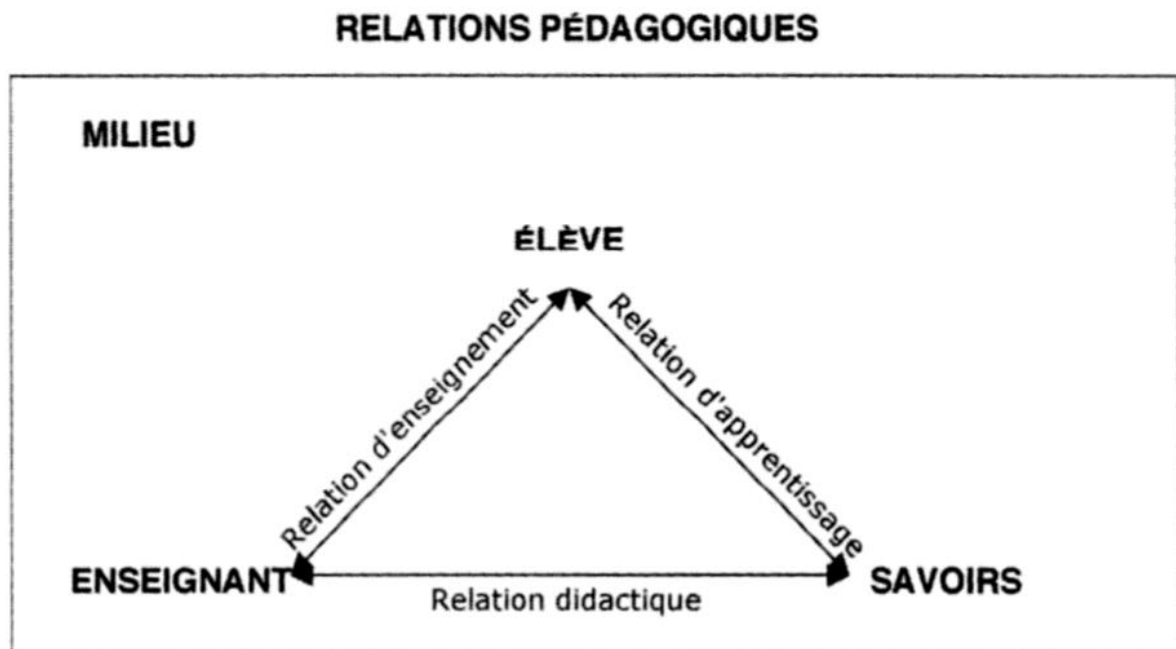 RELATIONS PÉDAGOGIQUES
MILIEU
ÉLÈVE
Relation d'enseignement
Relation d'apprentissage
ENSEIGNANT
SAVOIRS
Relation didactique